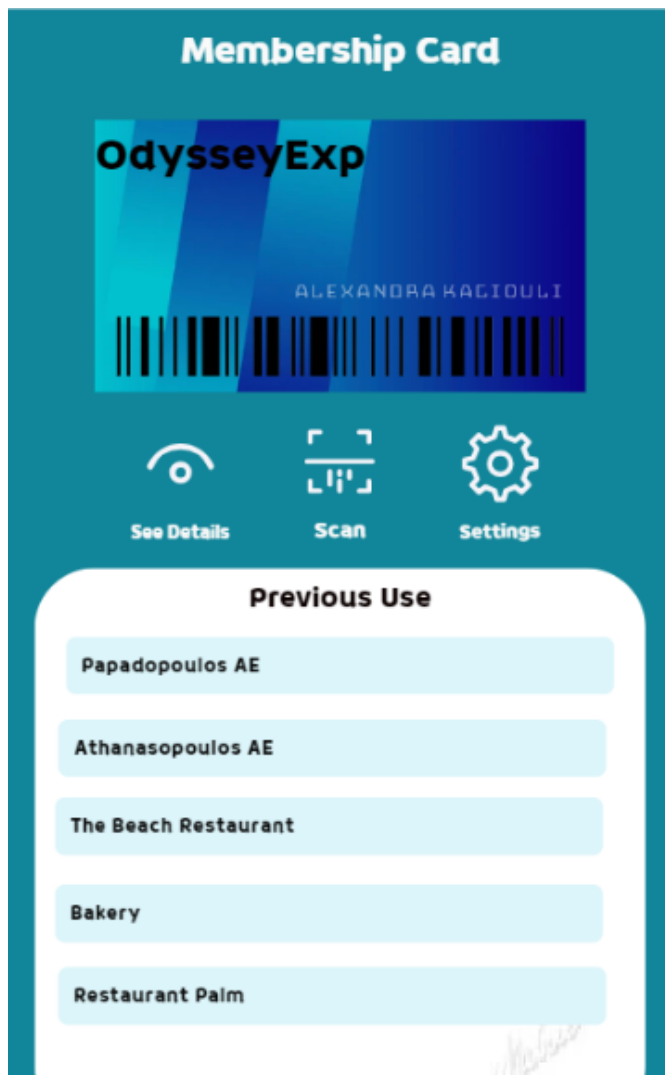 Membership Card
OdysseyExp
ALEXANDRA KAGIOULI
See Details
Scan
Settings
Previous Use
Papadopoulos AE
Athanasopoulos AE
The Beach Restaurant
Bakery
Restaurant Palm